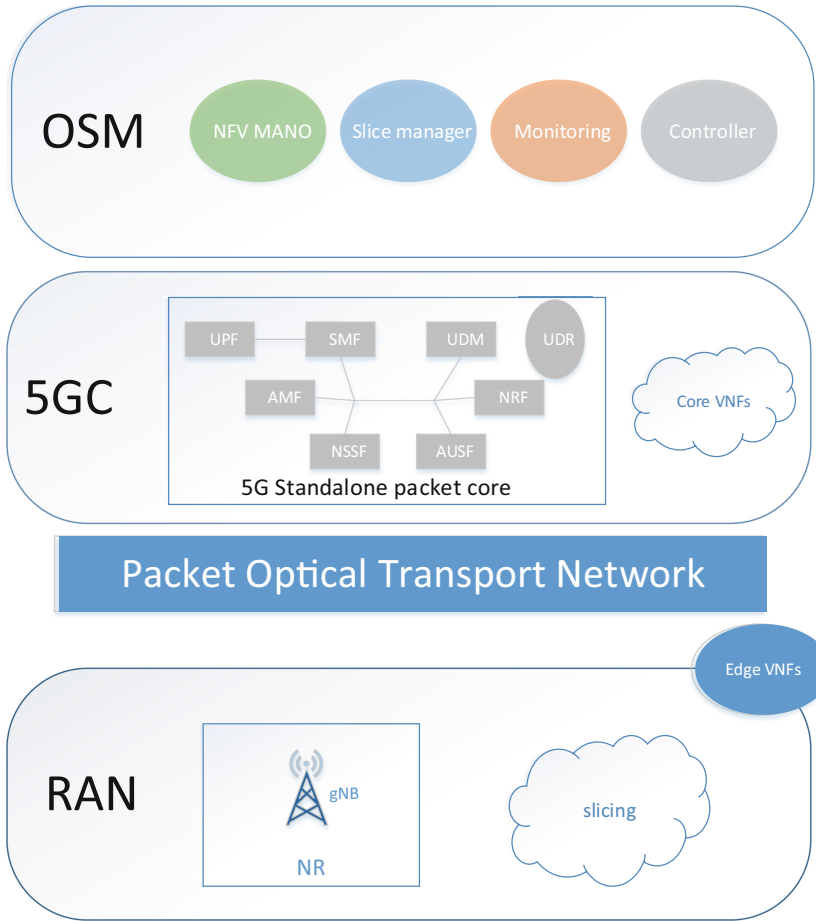 OSM
NFV MANO
Slice manager
Monitoring
Controller
5GC
UPF
SMF
UDM
UDR
AMF
NRF
NSSF
AUSF
5G Standalone packet core
Core VNFs
Packet Optical Transport Network
Edge VNFs
RAN
gNB
NR
slicing